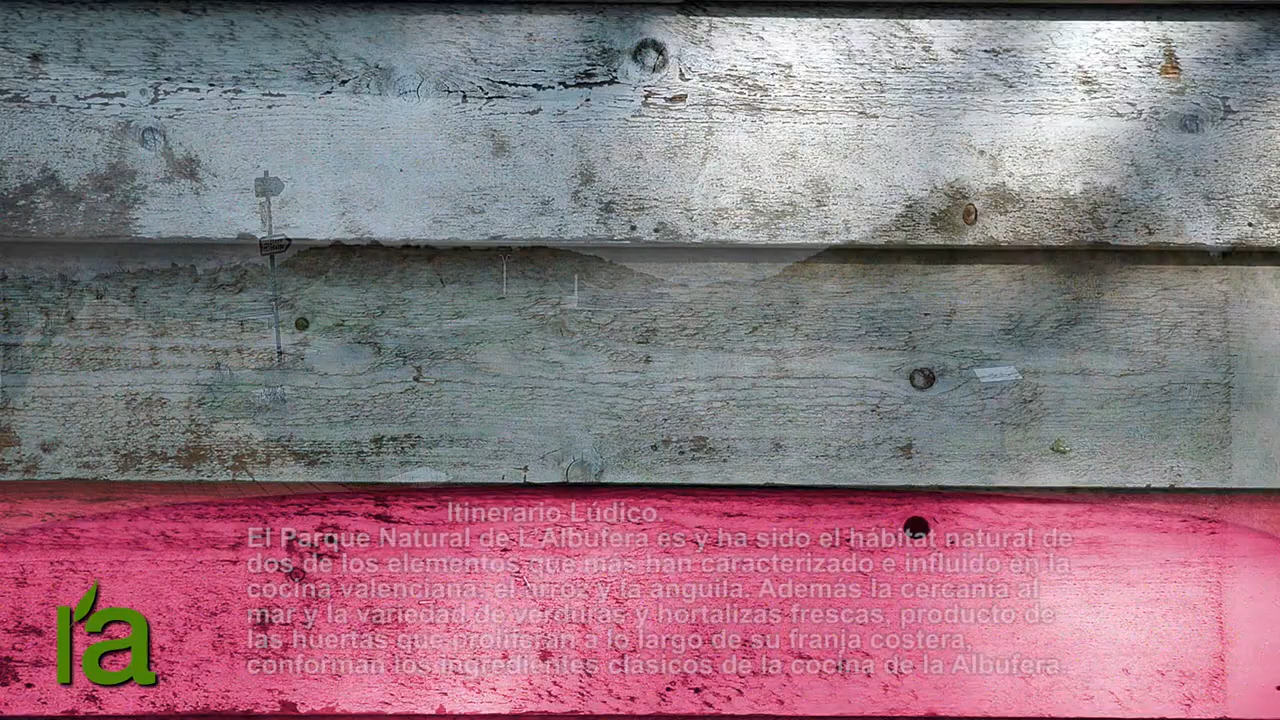 Itinerario Lúdico.
El Parque Natural de L'Albufera es y ha sido el hábitat natural de
dos de los elementos que más han caracterizado e influido en la
cocina valenciana: el arroz y la anguila. Además la cercanía al
mar y la variedad de verduras y hortalizas frescas, producto de
las huertas que proliferan a lo largo de su franja costera,
conforman los ingredientes clásicos de la cocina de la Albufera.
l'a